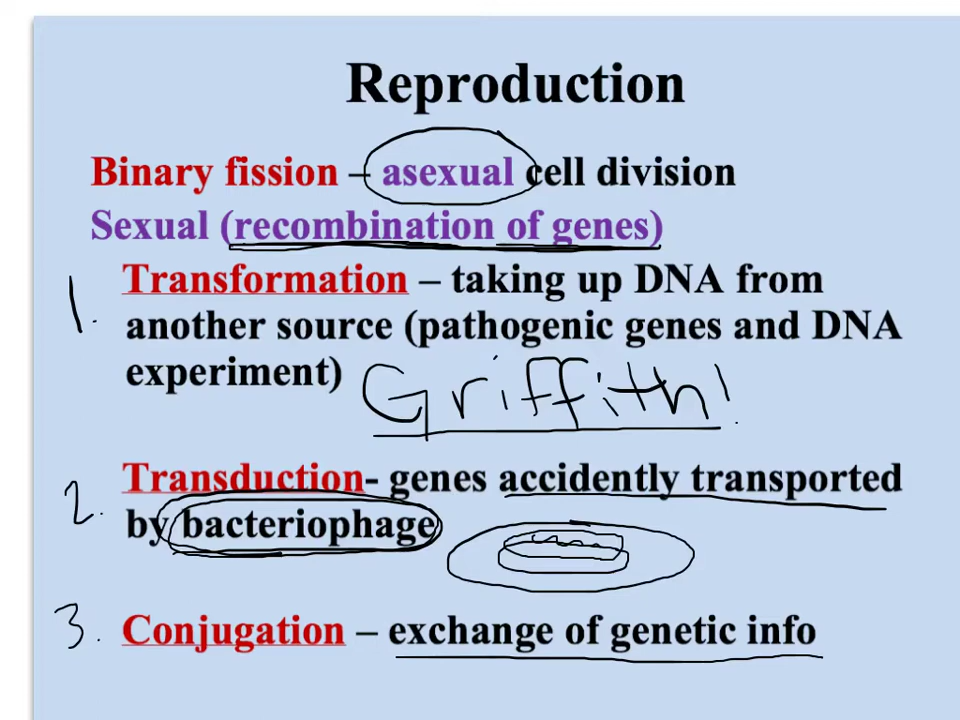 Reproduction
Binary fission – asexual cell division
Sexual (recombination of genes)
1. Transformation – taking up DNA from
another source (pathogenic genes and DNA
experiment) Griffith!
2. Transduction- genes accidently transported
by bacteriophage
3. Conjugation – exchange of genetic info